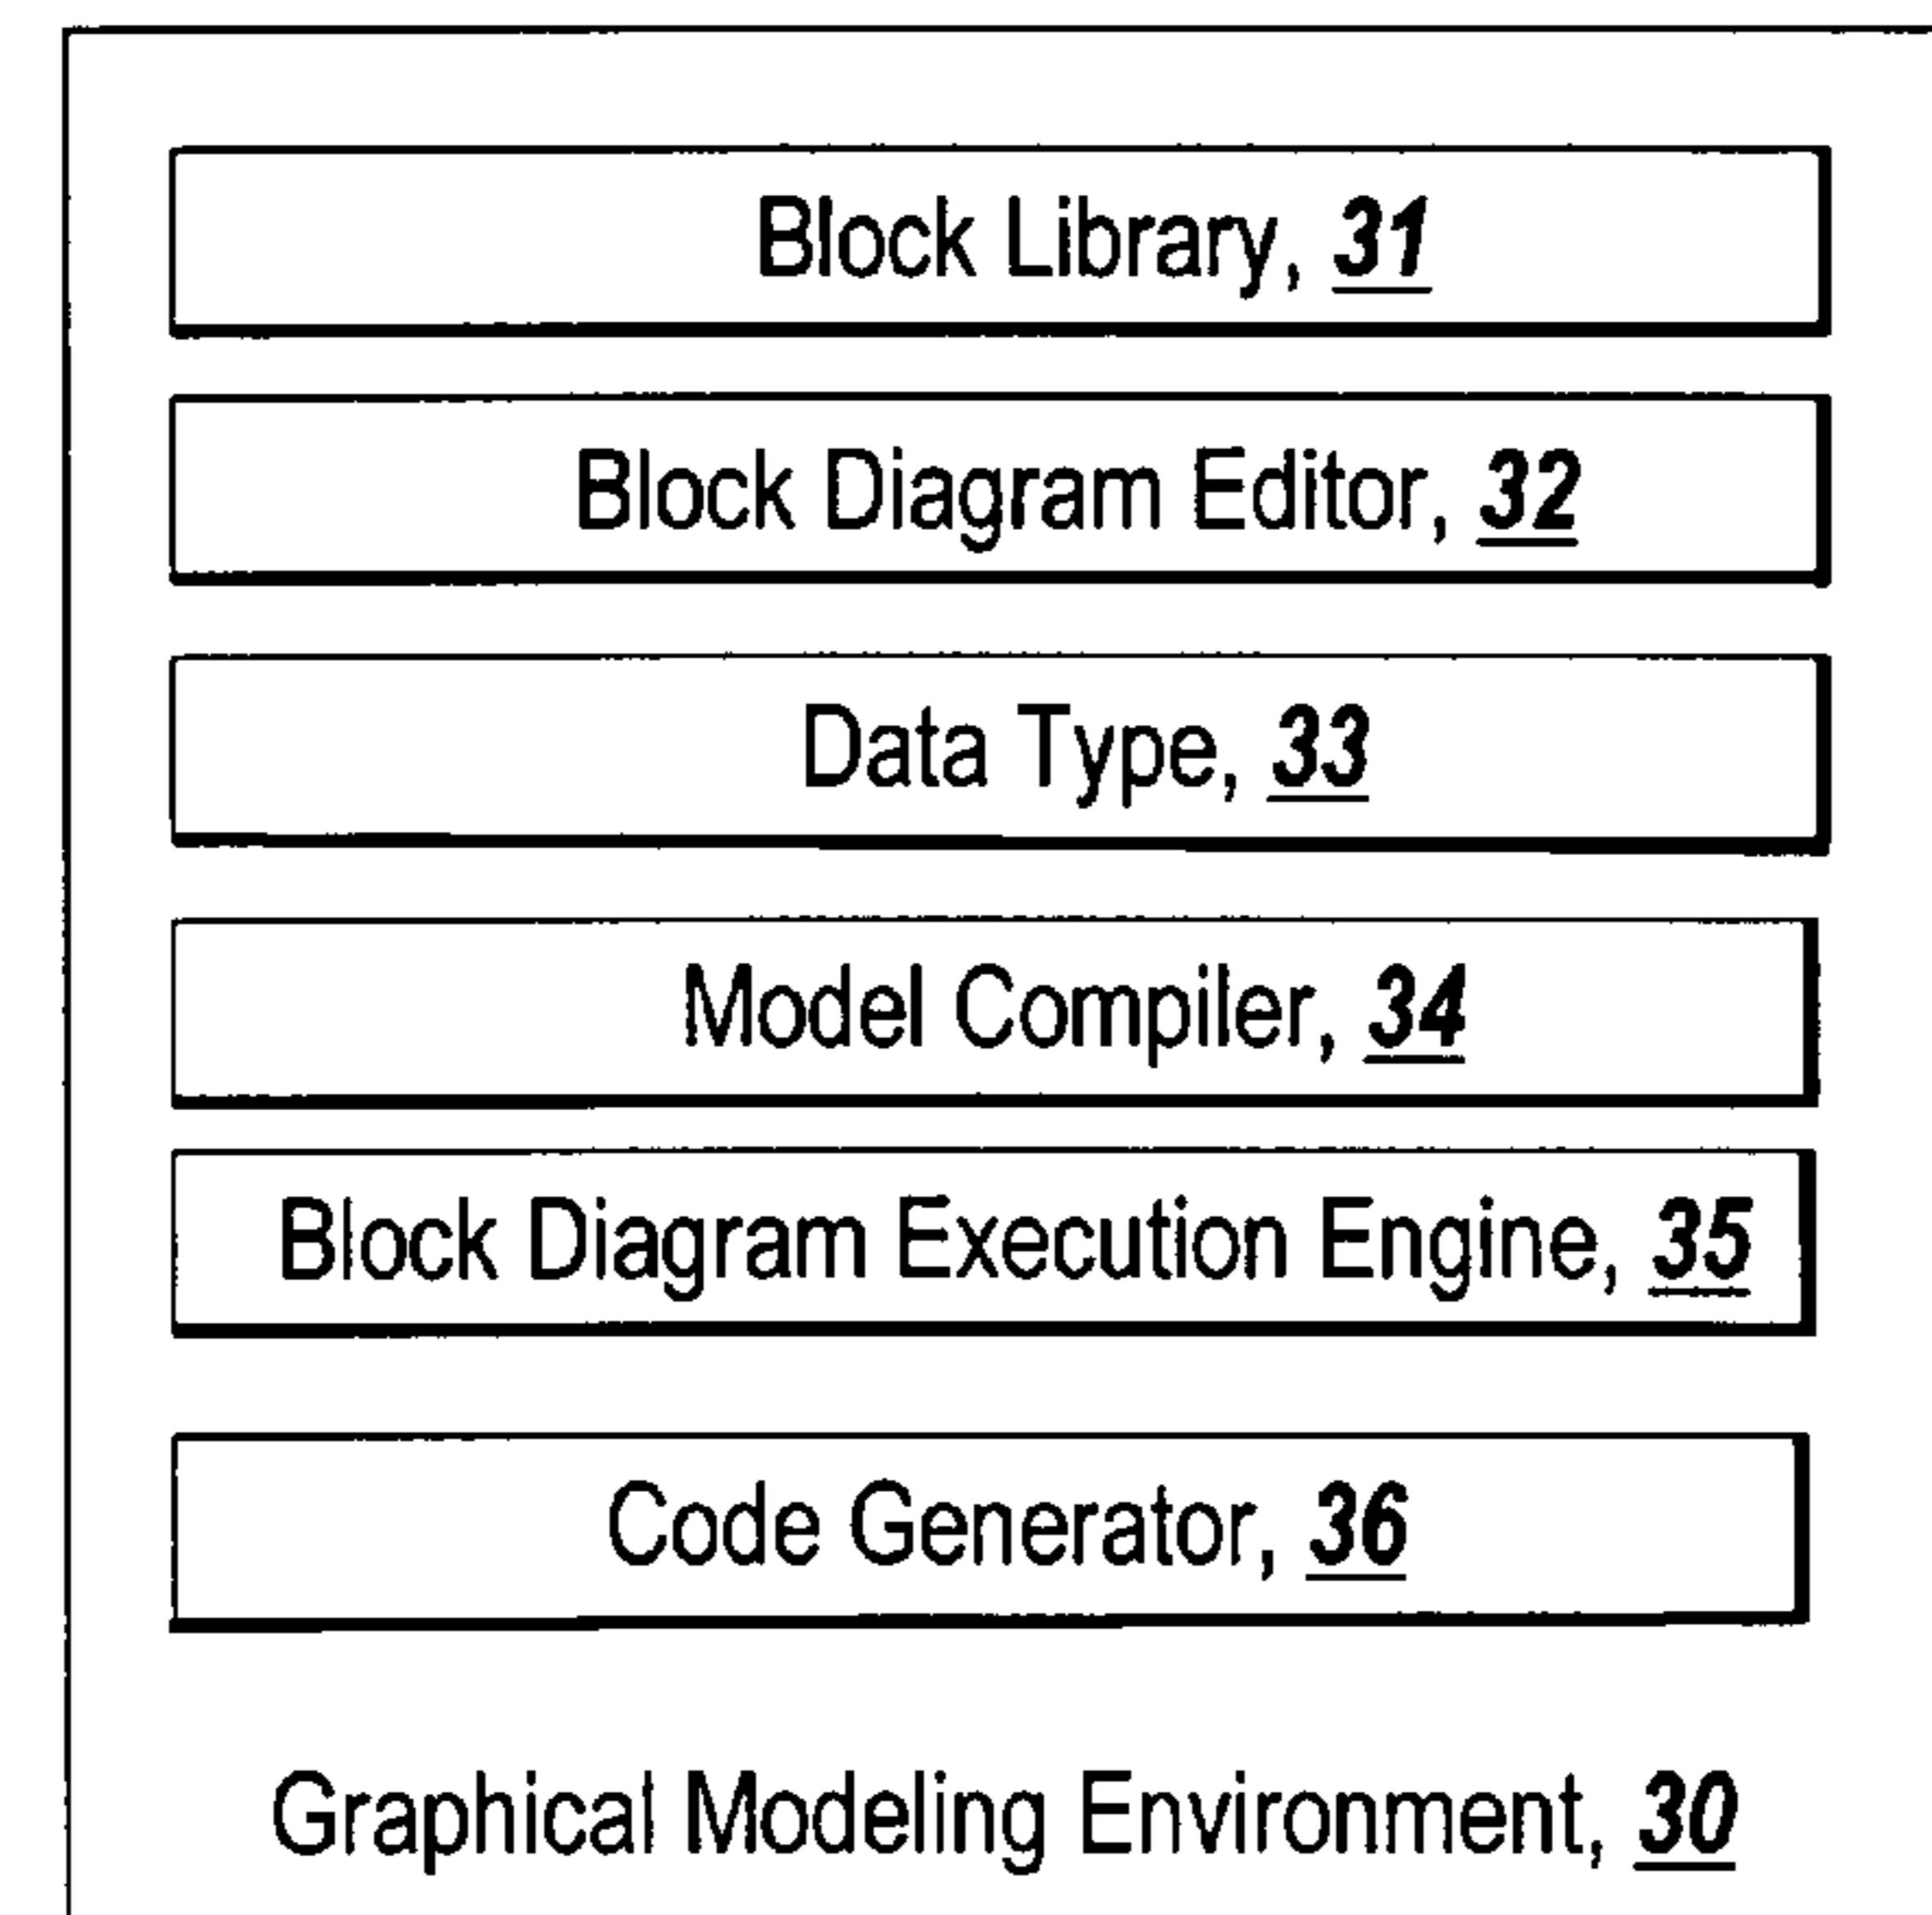 Block Library, 31
Block Diagram Editor, 32
Data Type, 33
Model Compiler, 34
Block Diagram Execution Engine, 35
Code Generator, 36
Graphical Modeling Environment, 30